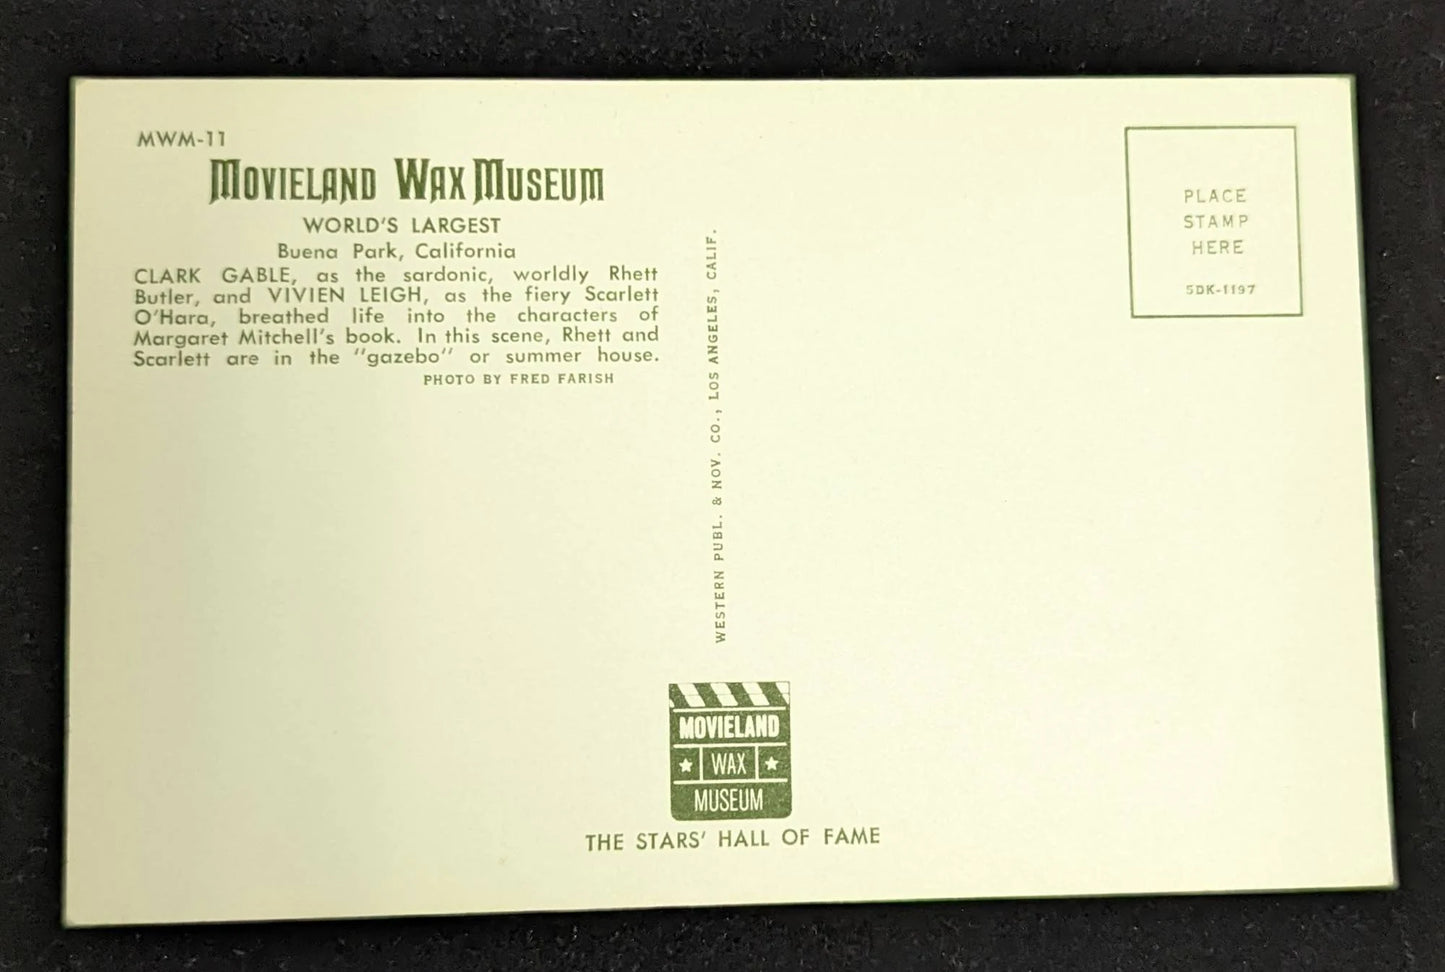 MWM-11
MOVIELAND WAX MUSEUM
WORLD'S LARGEST
Buena Park, California
CLARK GABLE, as the sardonic, worldly Rhett
Butler, and VIVIEN LEIGH, as the fiery Scarlett
O'Hara, breathed life into the characters of
Margaret Mitchell's book. In this scene, Rhett and
Scarlett are in the "gazebo" or summer house.
PHOTO BY FRED FARISH
WESTERN PUBL. & NOV. CO., LOS ANGELES, CALIF.
PLACE
STAMP
HERE
5DK-1197
MOVIELAND
WAX
MUSEUM
THE STARS' HALL OF FAME